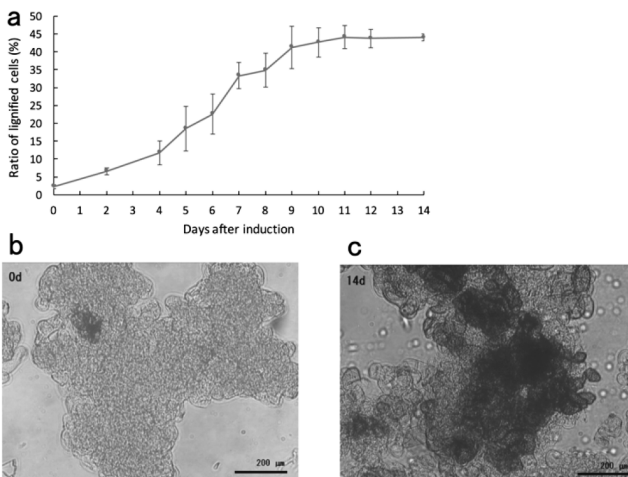 a
Ratio of lignified cells (%)
50
45
40
35
30
25
20
15
10
5
0
0 1 2 3 4 5 6 7 8 9 10 11 12 13 14
Days after induction
b
c
0d
14d
200 μm
200 μm